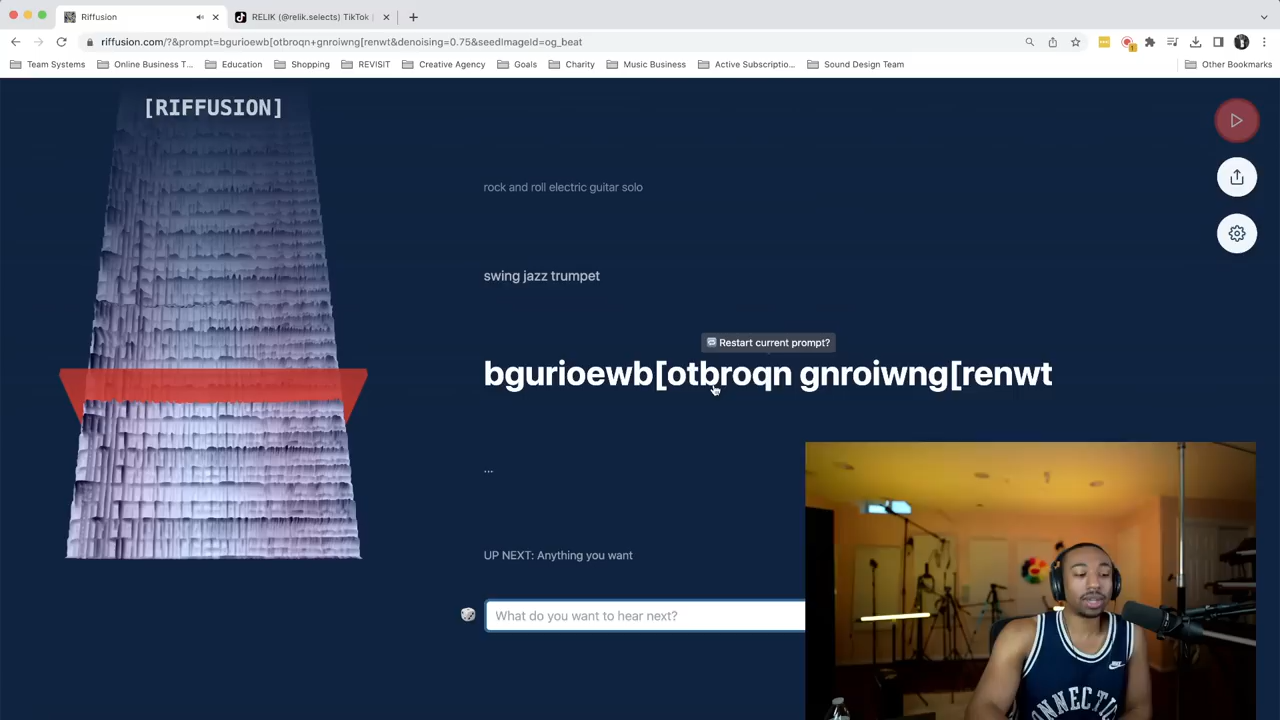 Riffusion
RELIK (@relik.selects) TikTok
riffusion.com/?&prompt=bgurioewb[otbroqn+gnroiwng[renwt&denoising=0.75&seedImageId=og_beat
Team Systems
Online Business T...
Education
Shopping
REVISIT
Creative Agency
Goals
Charity
Music Business
Active Subscriptio...
Sound Design Team
Other Bookmarks
[RIFFUSION]
rock and roll electric guitar solo
swing jazz trumpet
Restart current prompt?
bgurioewb[otbroqn gnroiwng[renwt
...
UP NEXT: Anything you want
What do you want to hear next?
CONNECTI